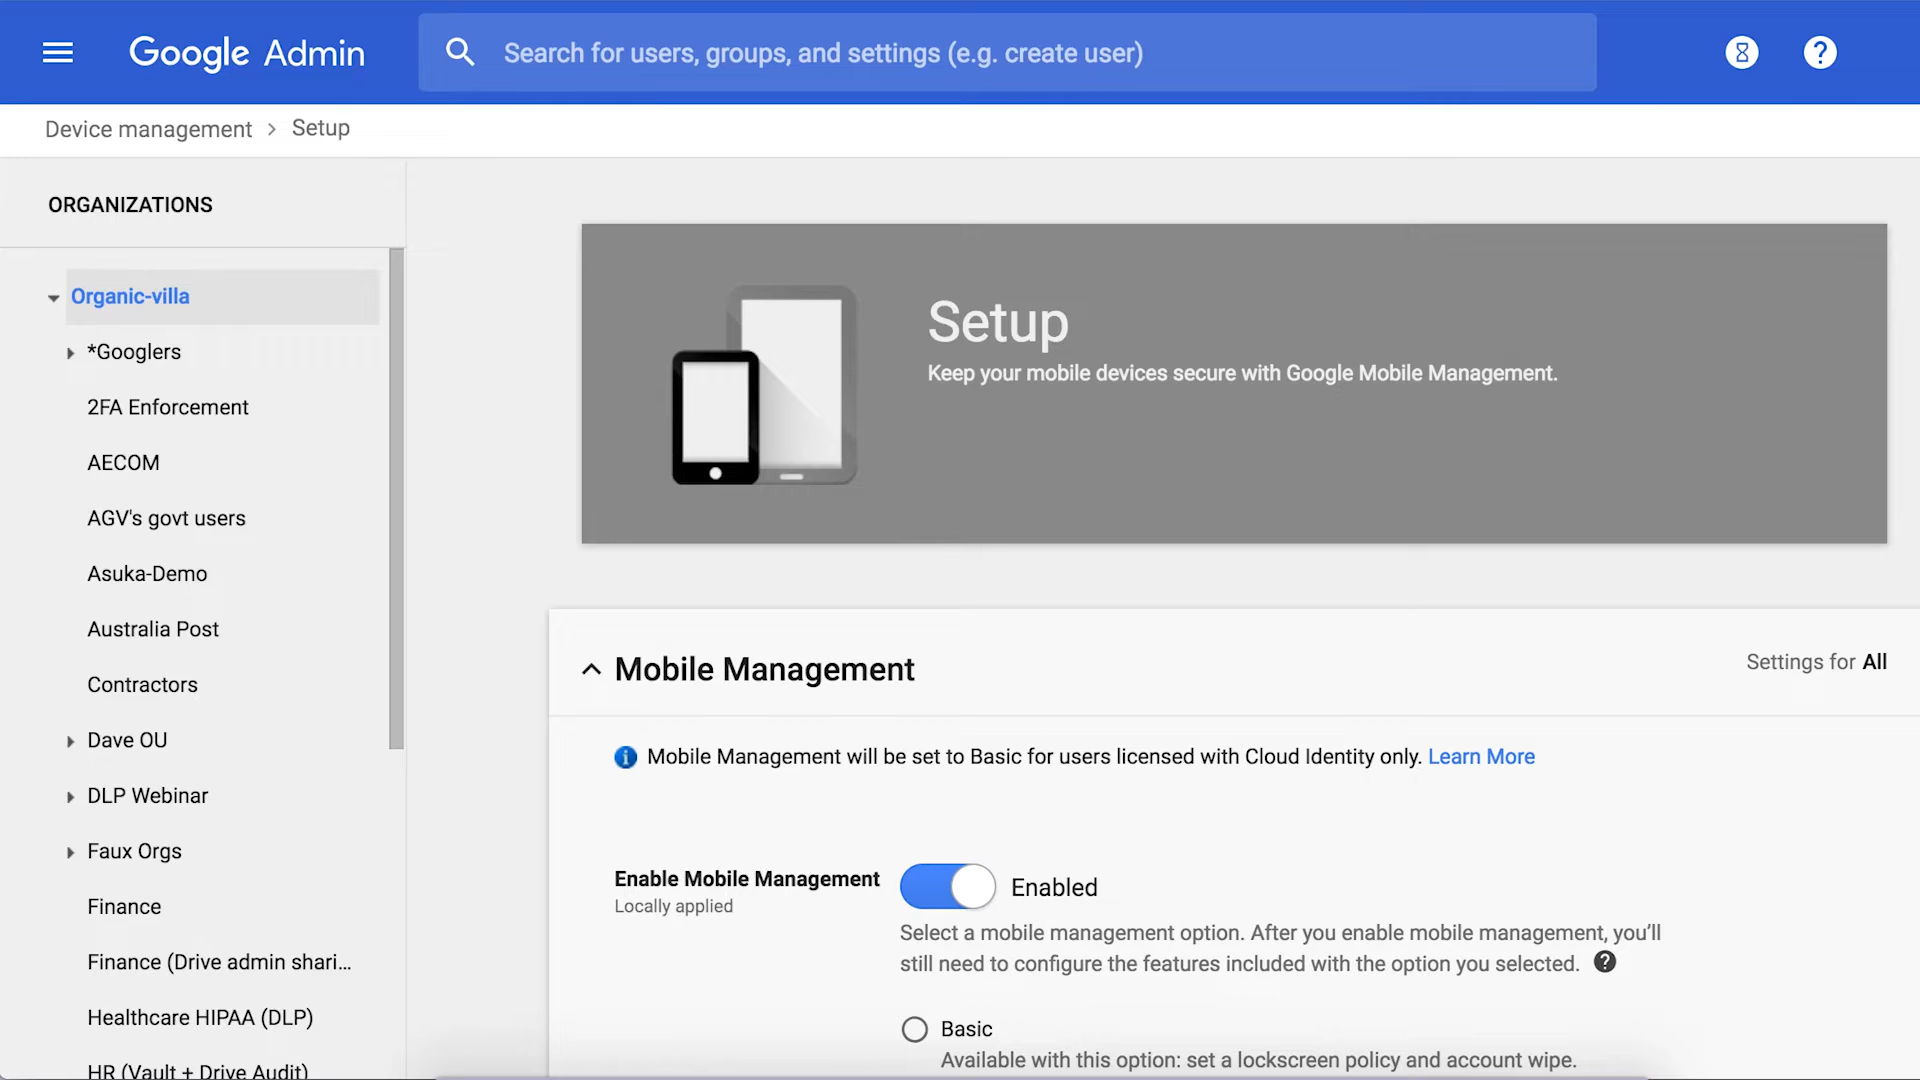 Google Admin
Search for users, groups, and settings (e.g. create user)
Device management > Setup
ORGANIZATIONS
Organic-villa
*Googlers
2FA Enforcement
AECOM
AGV's govt users
Asuka-Demo
Australia Post
Contractors
Dave OU
DLP Webinar
Faux Orgs
Finance
Finance (Drive admin shari...
Healthcare HIPAA (DLP)
HR (Vault + Drive Audit)
Setup
Keep your mobile devices secure with Google Mobile Management.
Mobile Management
Settings for All
Mobile Management will be set to Basic for users licensed with Cloud Identity only. Learn More
Enable Mobile Management
Locally applied
Enabled
Select a mobile management option. After you enable mobile management, you’ll
still need to configure the features included with the option you selected.
Basic
Available with this option: set a lockscreen policy and account wipe.